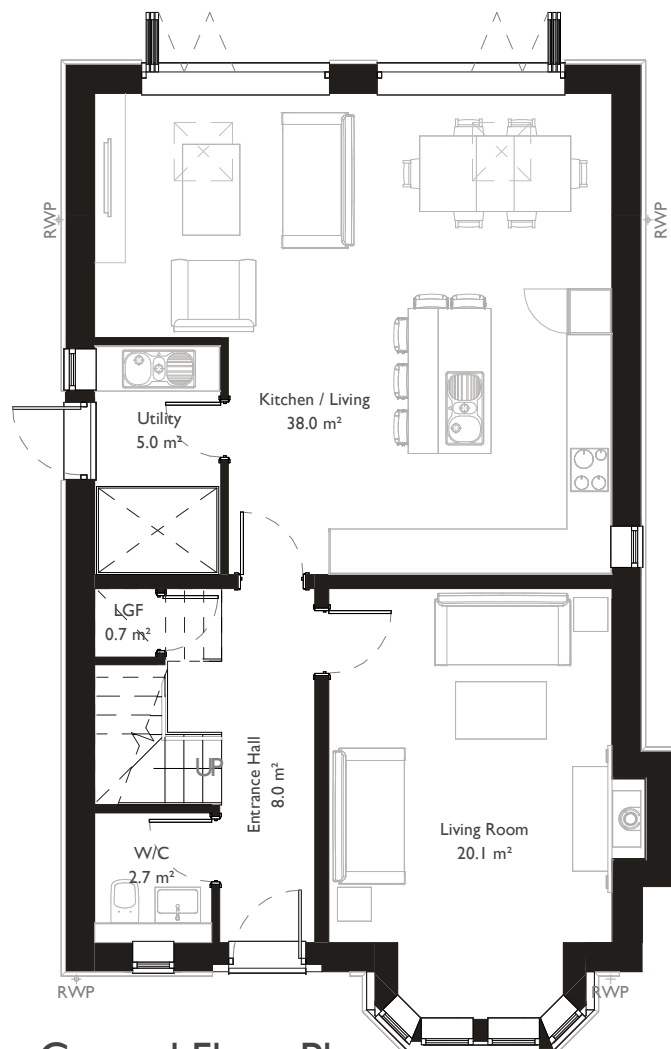 RWP
RWP
Kitchen / Living
38.0 m²
Utility
5.0 m²
LGF
0.7 m²
UP
Entrance Hall
8.0 m²
Living Room
20.1 m²
W/C
2.7 m²
RWP
RWP